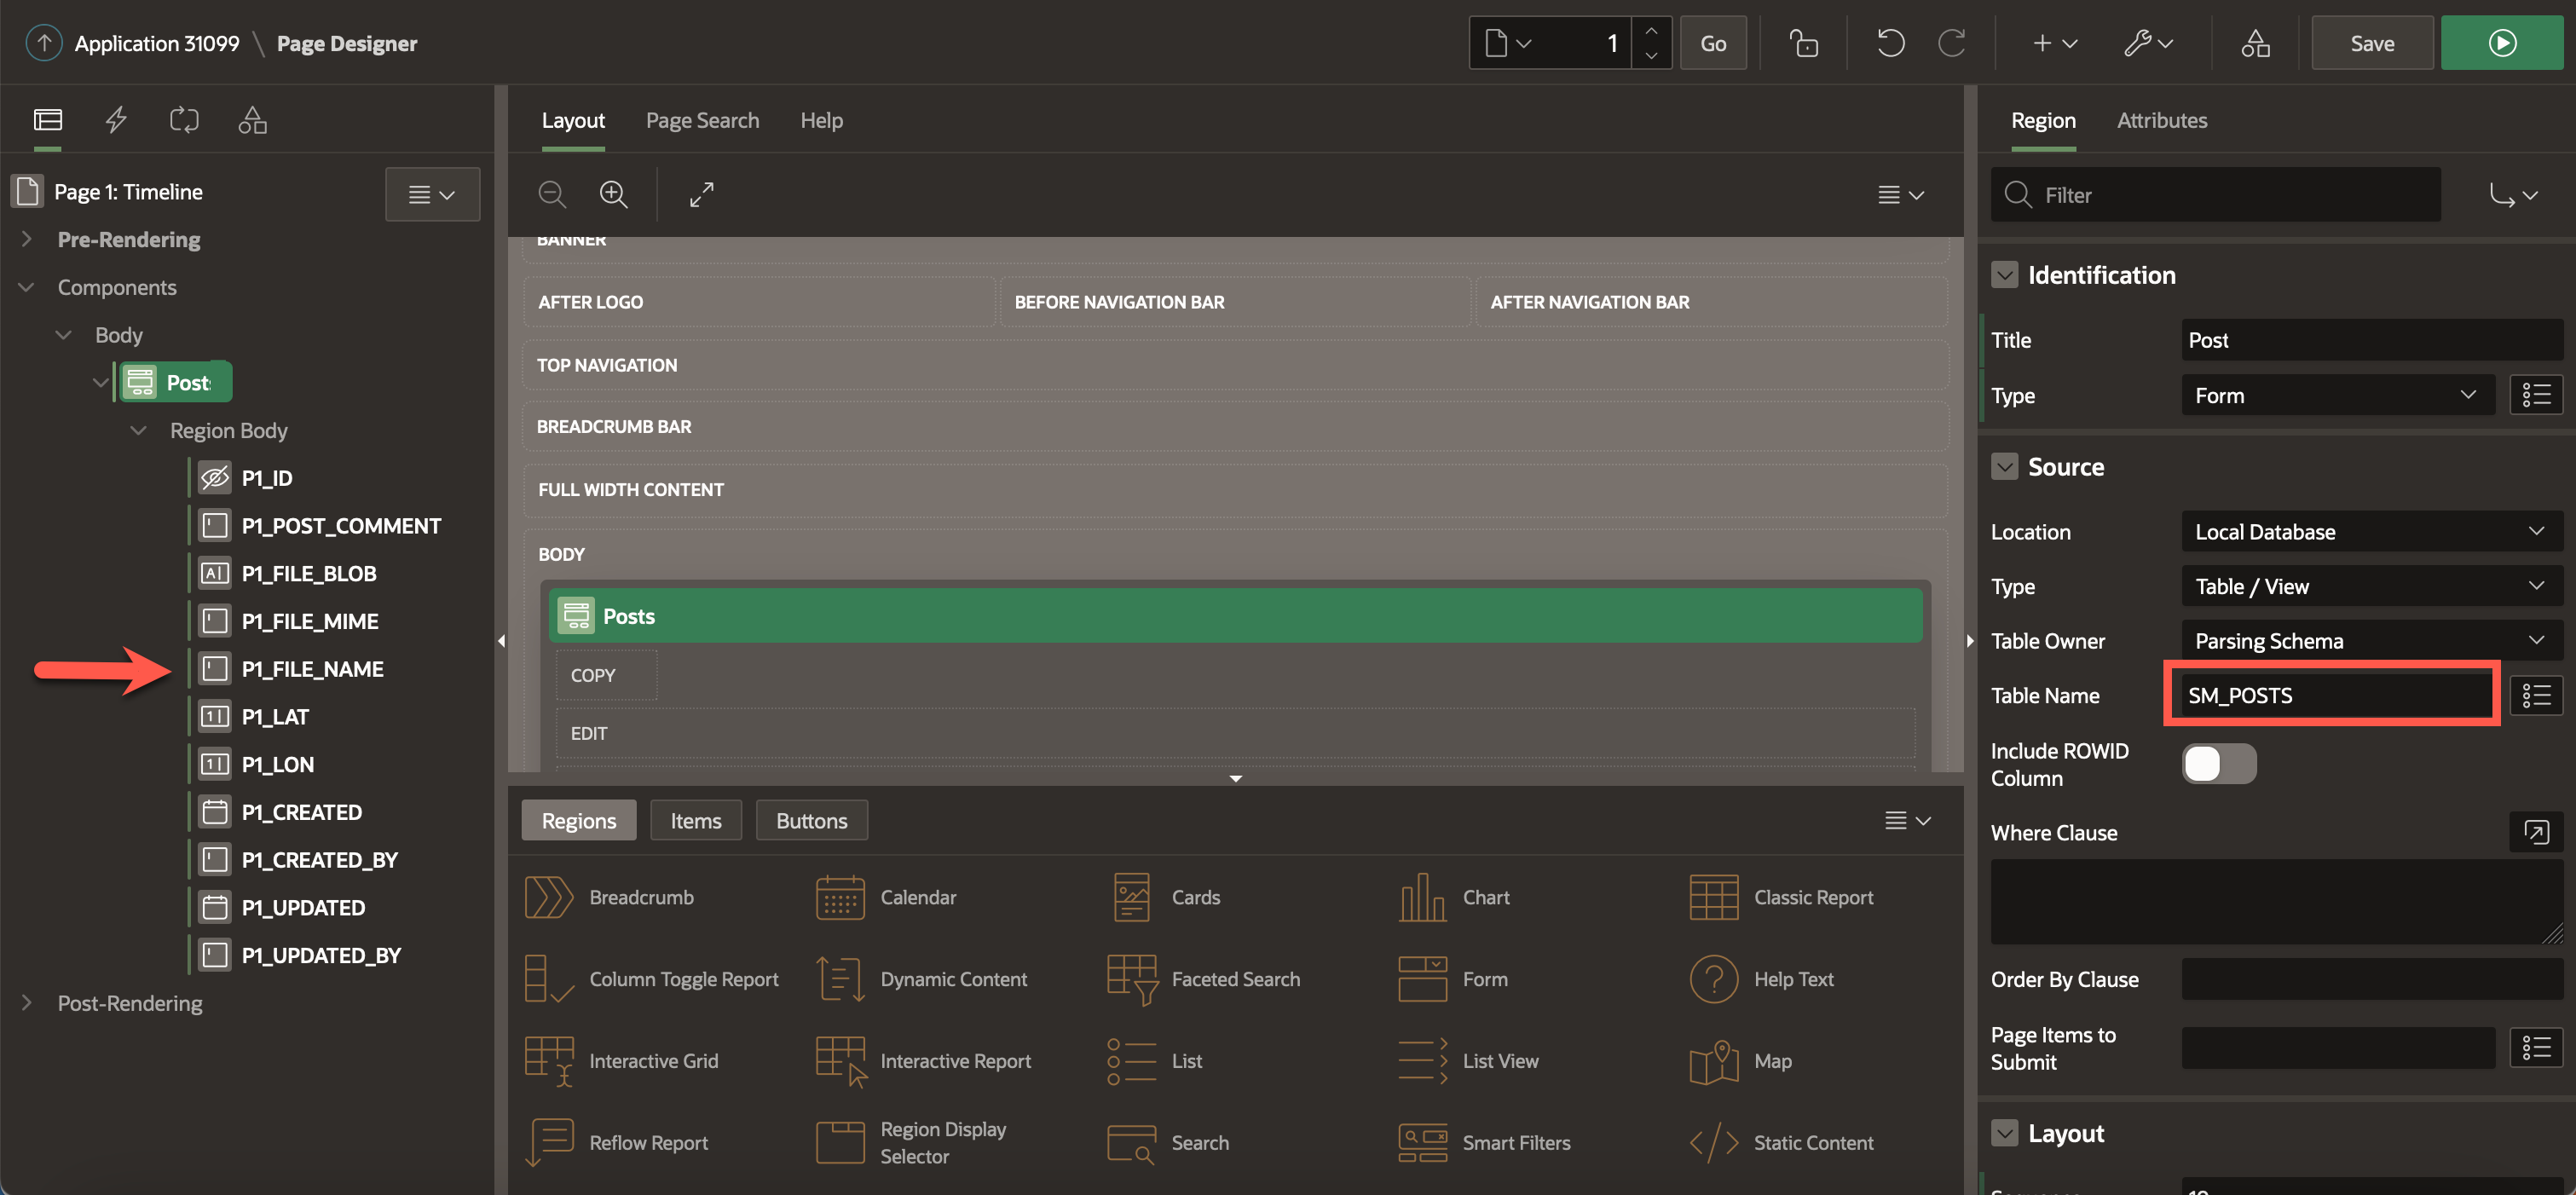 Application 31099 \ Page Designer
1
Go
Save
Page 1: Timeline
Pre-Rendering
Components
Body
Posts
Region Body
P1_ID
P1_POST_COMMENT
P1_FILE_BLOB
P1_FILE_MIME
P1_FILE_NAME
P1_LAT
P1_LON
P1_CREATED
P1_CREATED_BY
P1_UPDATED
P1_UPDATED_BY
Post-Rendering
Layout Page Search Help
BANNER
AFTER LOGO BEFORE NAVIGATION BAR AFTER NAVIGATION BAR
TOP NAVIGATION
BREADCRUMB BAR
FULL WIDTH CONTENT
BODY
Posts
COPY
EDIT
Regions Items Buttons
Breadcrumb Calendar Cards Chart Classic Report
Column Toggle Report Dynamic Content Faceted Search Form Help Text
Interactive Grid Interactive Report List List View Map
Reflow Report Region Display Selector Search Smart Filters Static Content
Region Attributes
Filter
Identification
Title Post
Type Form
Source
Location Local Database
Type Table / View
Table Owner Parsing Schema
Table Name SM_POSTS
Include ROWID
Column
Where Clause
Order By Clause
Page Items to
Submit
Layout